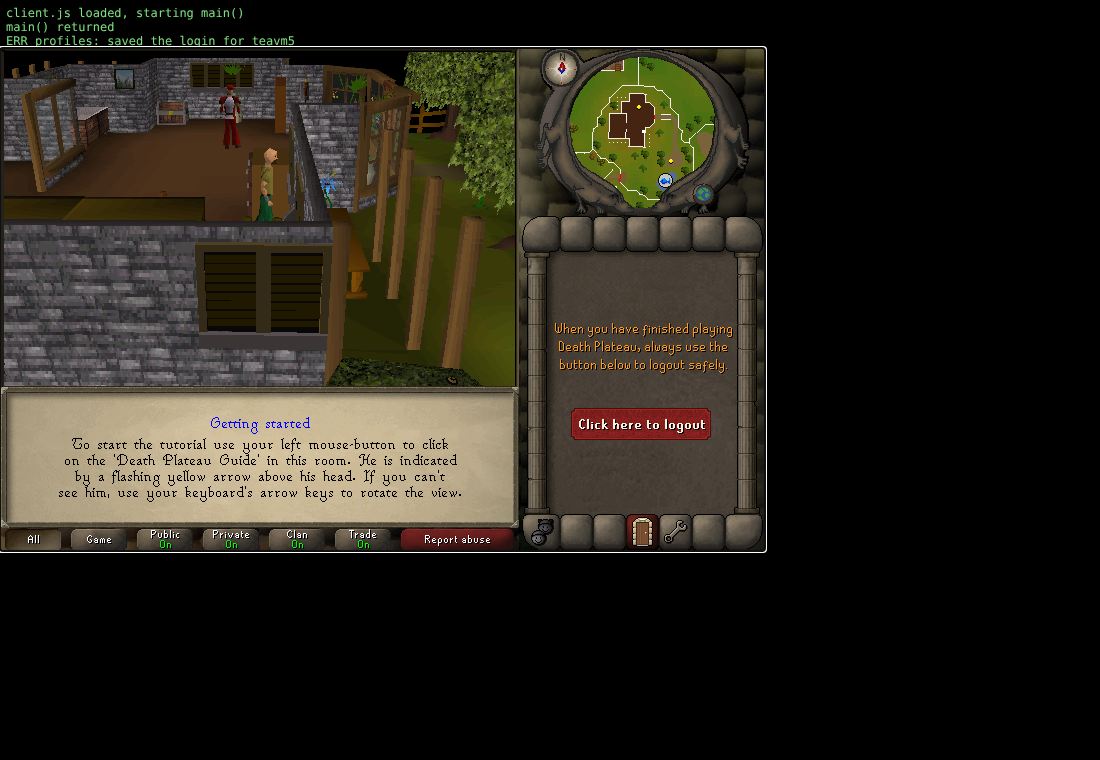 client.js loaded, starting main()
main() returned
ERR profiles: saved the login for teavm5
N
When you have finished playing
Death Plateau, always use the
button below to logout safely.
Click here to logout
Getting started
To start the tutorial use your left mouse-button to click
on the 'Death Plateau Guide' in this room. He is indicated
by a flashing yellow arrow above his head. If you can't
see him, use your keyboard's arrow keys to rotate the view.
All
Game
Public
On
Private
On
Clan
On
Trade
On
Report abuse